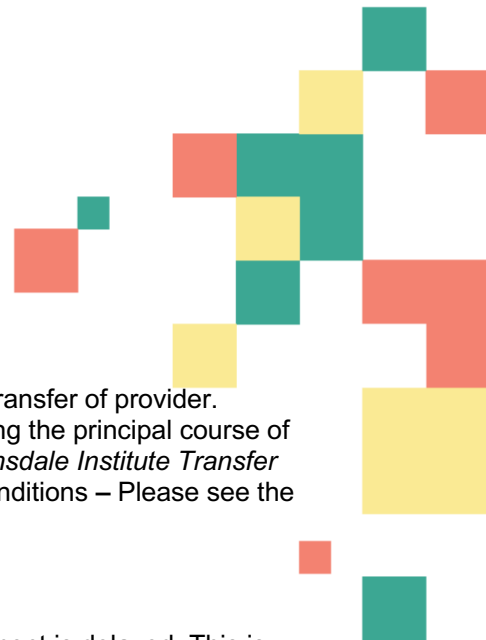 ransfer of provider.
ng the principal course of
nsdale Institute Transfer
nditions – Please see the